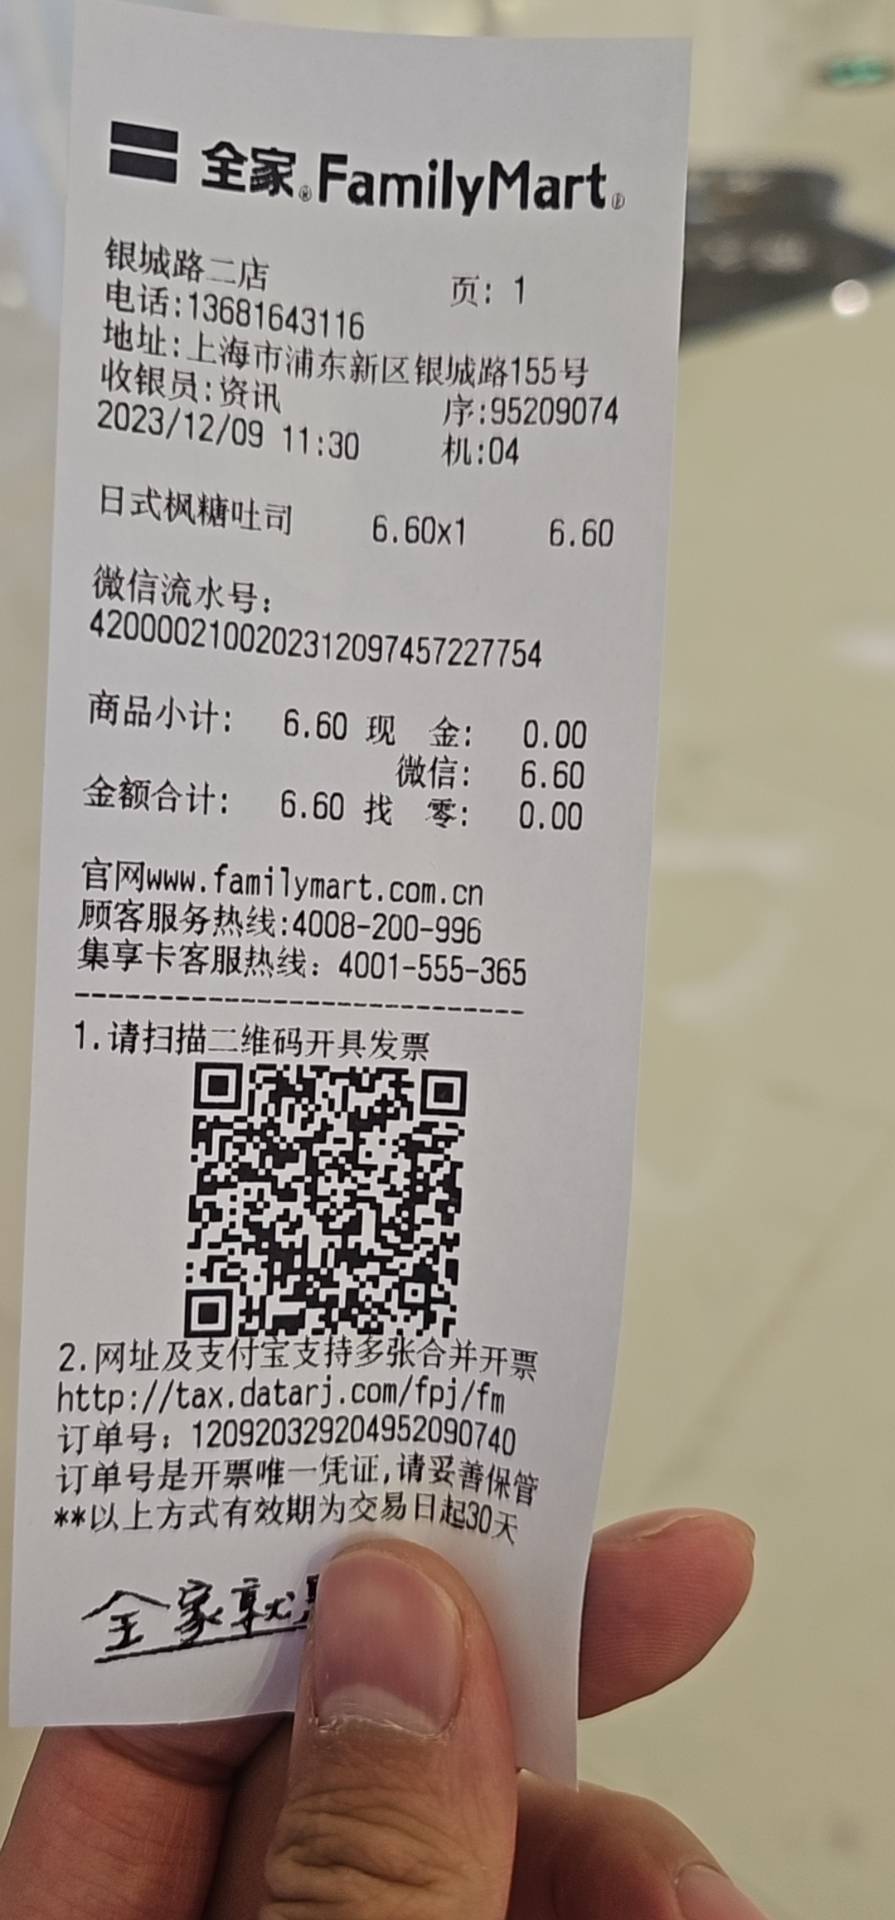 全家 FamilyMart
银城路二店 页: 1
电话:13681643116
地址:上海市浦东新区银城路155号
收银员:资讯 序:95209074
2023/12/09 11:30 机:04
日式枫糖吐司 6.60x1 6.60
微信流水号:
4200002100202312097457227754
商品小计: 6.60 现 金: 0.00
微信: 6.60
金额合计: 6.60 找 零: 0.00
官网www.familymart.com.cn
顾客服务热线:4008-200-996
集享卡客服热线: 4001-555-365
1.请扫描二维码开具发票
2.网址及支付宝支持多张合并开票
http://tax.datarj.com/fpj/fm
订单号: 120920329204952090740
订单号是开票唯一凭证,请妥善保管
**以上方式有效期为交易日起30天
全家就